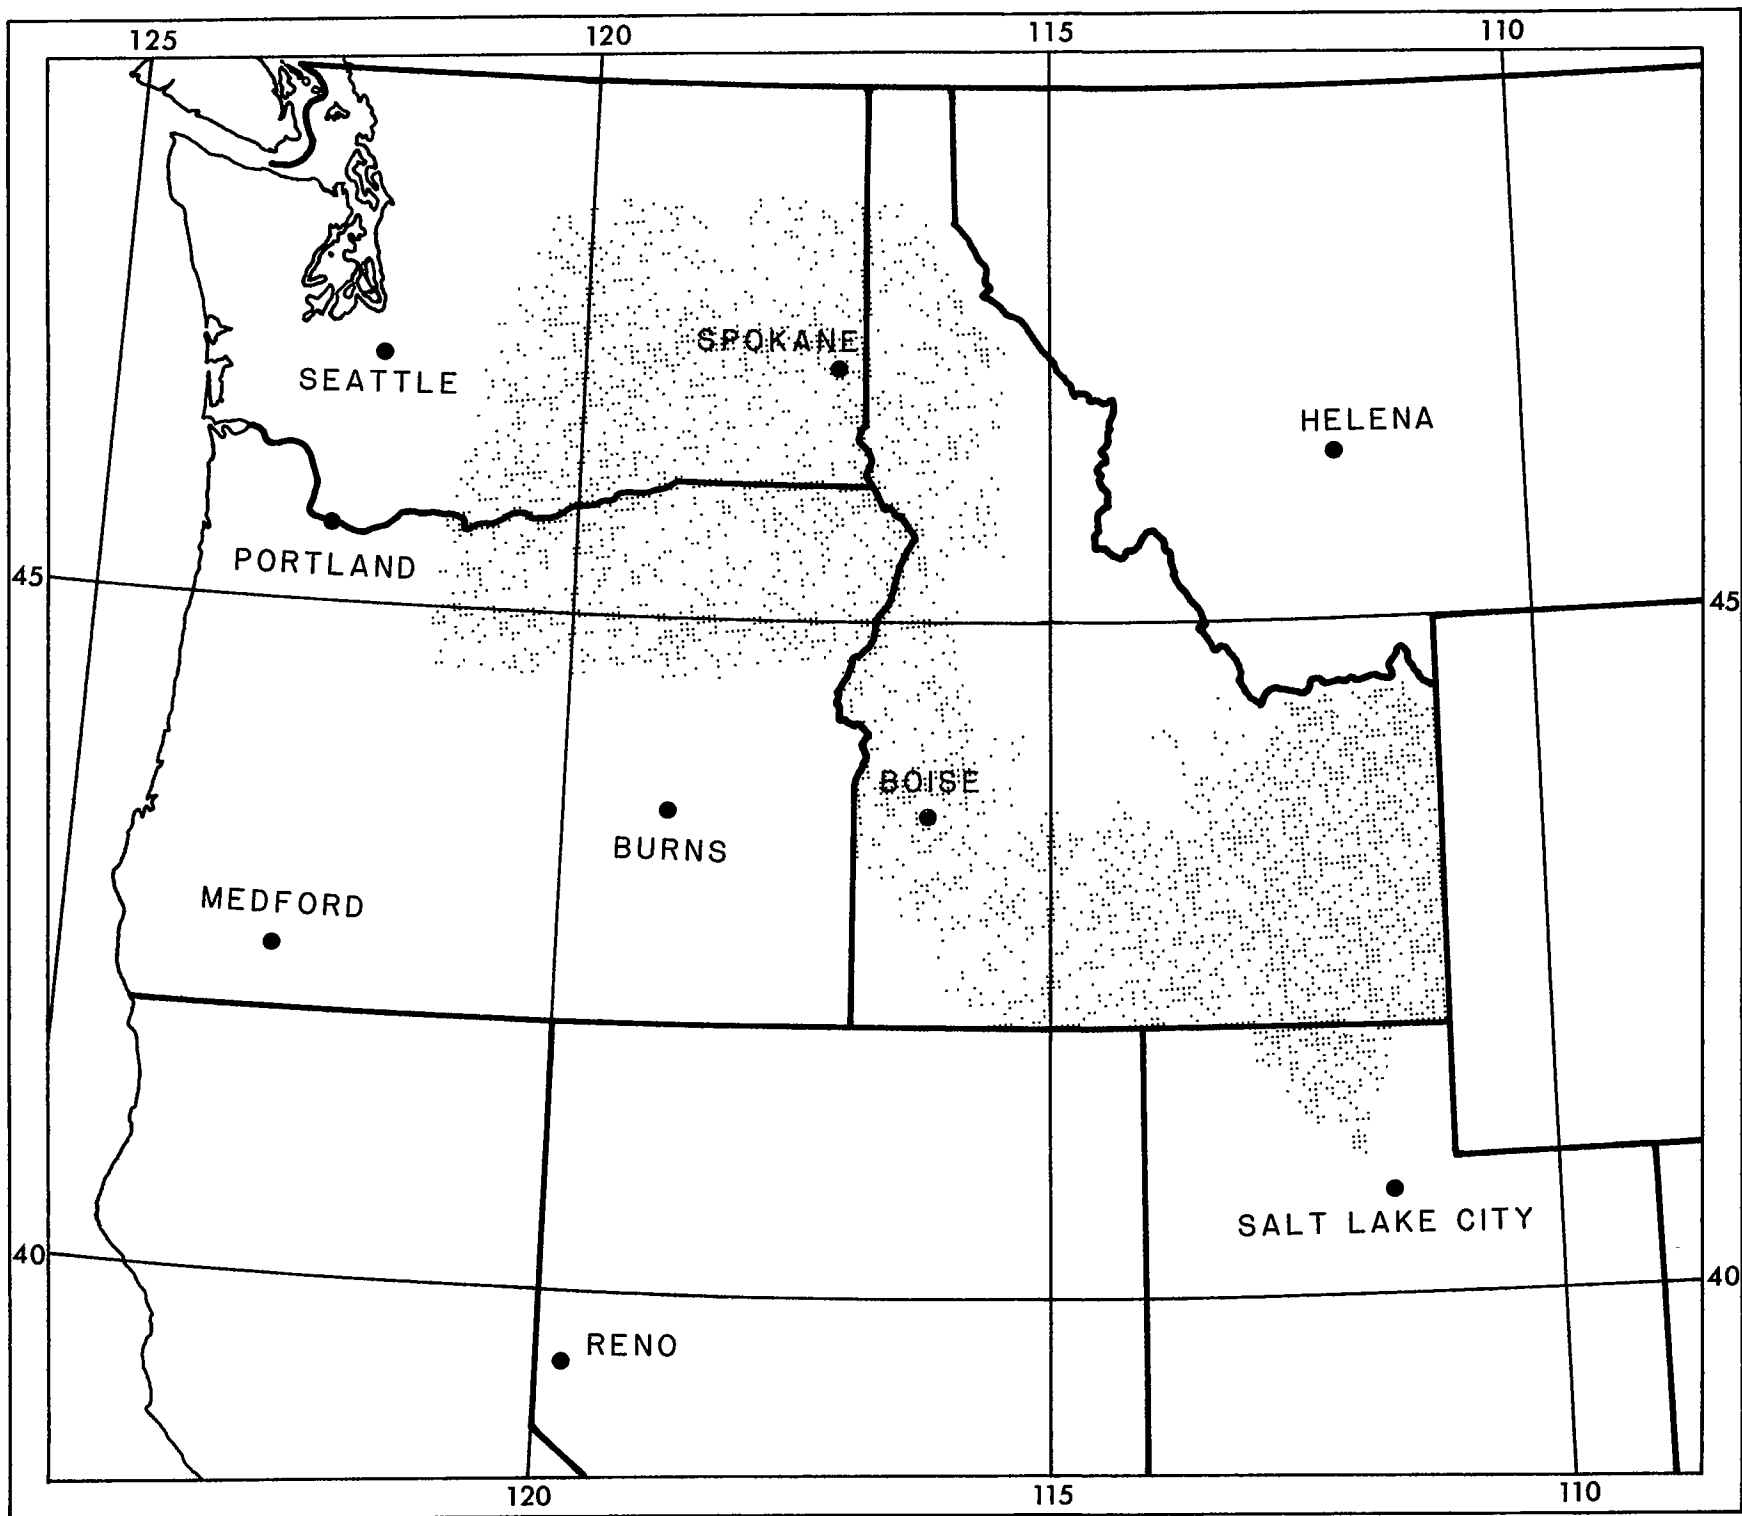 125 120 115 110
SPOKANE
SEATTLE
HELENA
PORTLAND
45 45
BOISE
BURNS
MEDFORD
SALT LAKE CITY
40 40
RENO
120 115 110